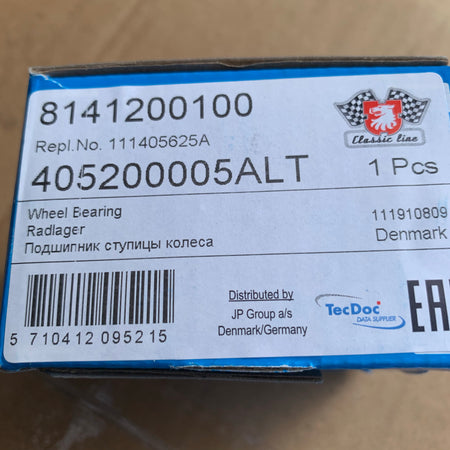 8141200100
Repl.No. 111405625A
405200005ALT
Classic line
1 Pcs
Wheel Bearing
Radlager
Подшипник ступицы колеса
111910809
Denmark
5 710412 095215
Distributed by
JP Group a/s
Denmark/Germany
TecDoc
DATA SUPPLIER
EAC